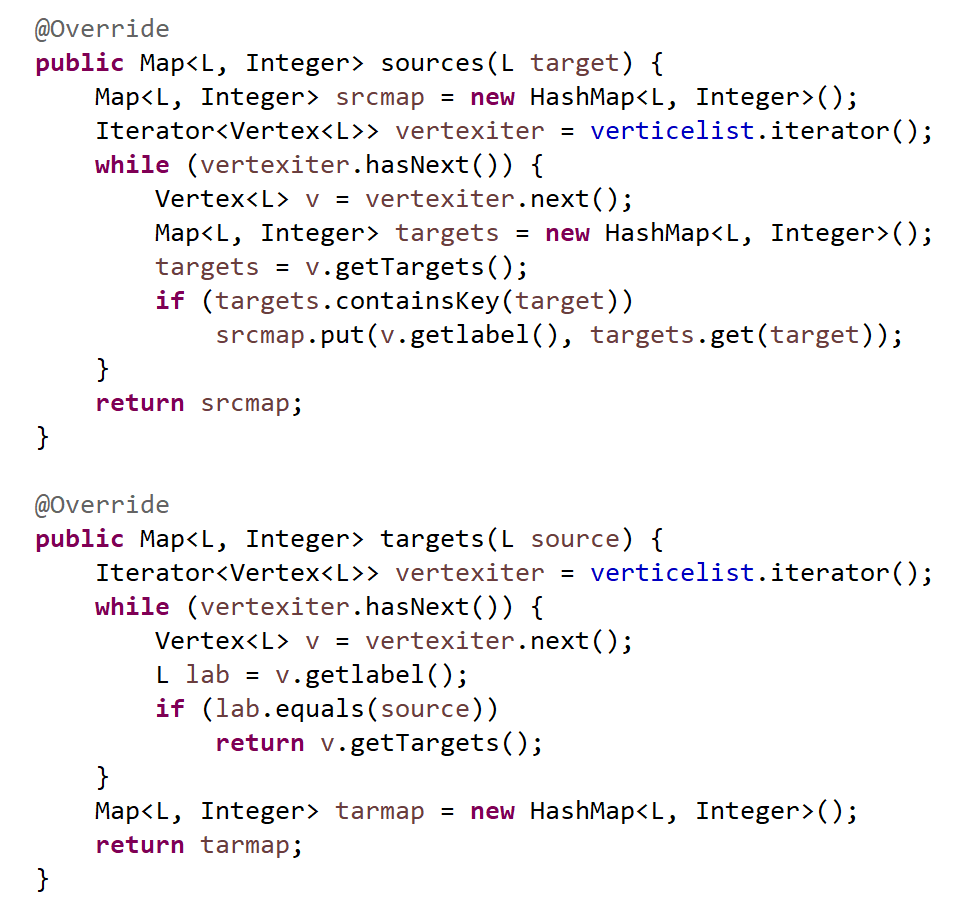 @Override
public Map<L, Integer> sources(L target) {
    Map<L, Integer> srcmap = new HashMap<L, Integer>();
    Iterator<Vertex<L>> vertexiter = verticelist.iterator();
    while (vertexiter.hasNext()) {
        Vertex<L> v = vertexiter.next();
        Map<L, Integer> targets = new HashMap<L, Integer>();
        targets = v.getTargets();
        if (targets.containsKey(target))
            srcmap.put(v.getlabel(), targets.get(target));
    }
    return srcmap;
}

@Override
public Map<L, Integer> targets(L source) {
    Iterator<Vertex<L>> vertexiter = verticelist.iterator();
    while (vertexiter.hasNext()) {
        Vertex<L> v = vertexiter.next();
        L lab = v.getlabel();
        if (lab.equals(source))
            return v.getTargets();
    }
    Map<L, Integer> tarmap = new HashMap<L, Integer>();
    return tarmap;
}